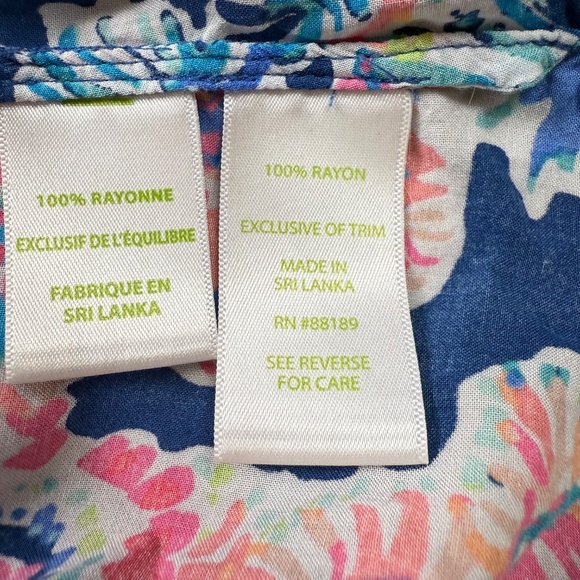 100% RAYONNE
EXCLUSIF DE L'ÉQUILIBRE
FABRIQUE EN
SRI LANKA
100% RAYON
EXCLUSIVE OF TRIM
MADE IN
SRI LANKA
RN #88189
SEE REVERSE
FOR CARE